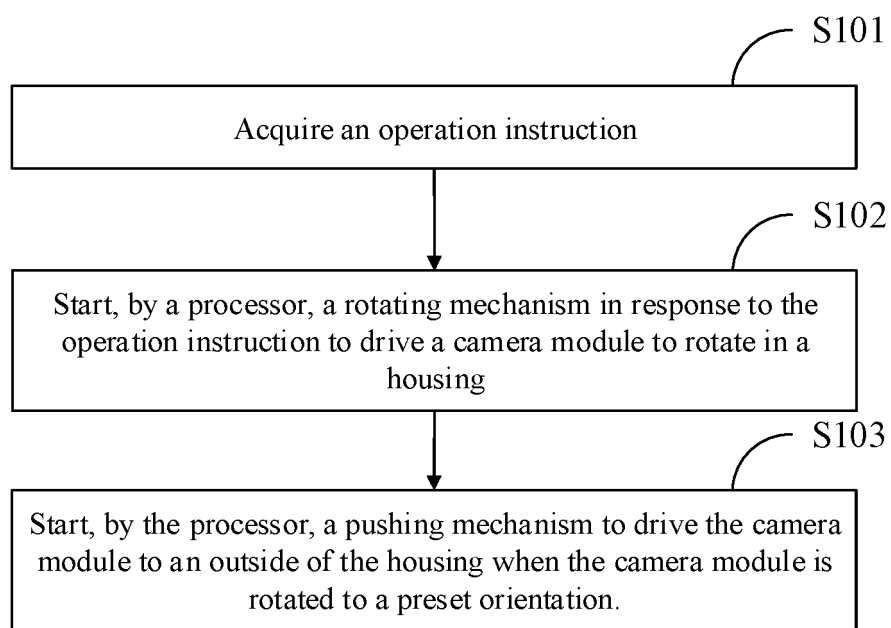 S101
Acquire an operation instruction
S102
Start, by a processor, a rotating mechanism in response to the
operation instruction to drive a camera module to rotate in a
housing
S103
Start, by the processor, a pushing mechanism to drive the camera
module to an outside of the housing when the camera module is
rotated to a preset orientation.